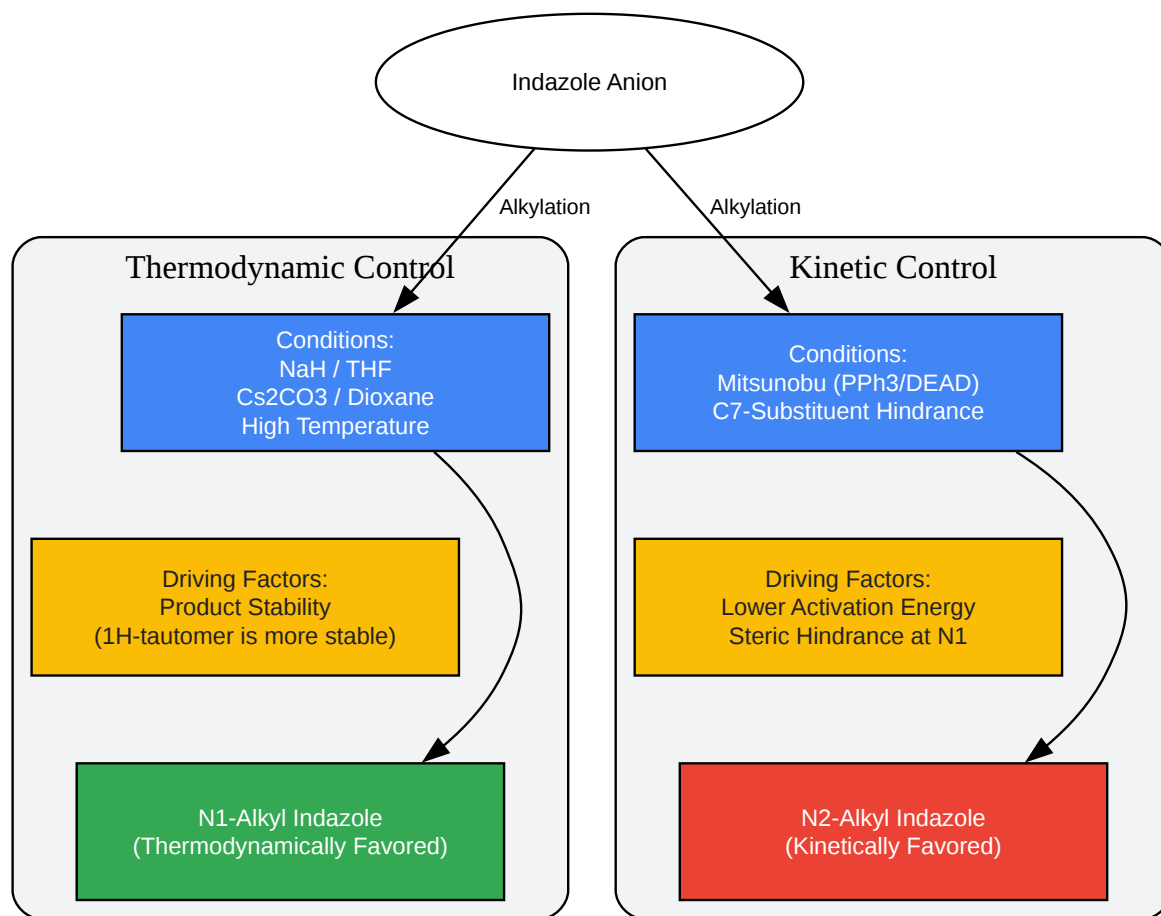 Indazole Anion
Alkylation
Alkylation
Thermodynamic Control
Conditions:
NaH / THF
Cs2CO3 / Dioxane
High Temperature
Driving Factors:
Product Stability
(1H-tautomer is more stable)
N1-Alkyl Indazole
(Thermodynamically Favored)
Kinetic Control
Conditions:
Mitsunobu (PPh3/DEAD)
C7-Substituent Hindrance
Driving Factors:
Lower Activation Energy
Steric Hindrance at N1
N2-Alkyl Indazole
(Kinetically Favored)